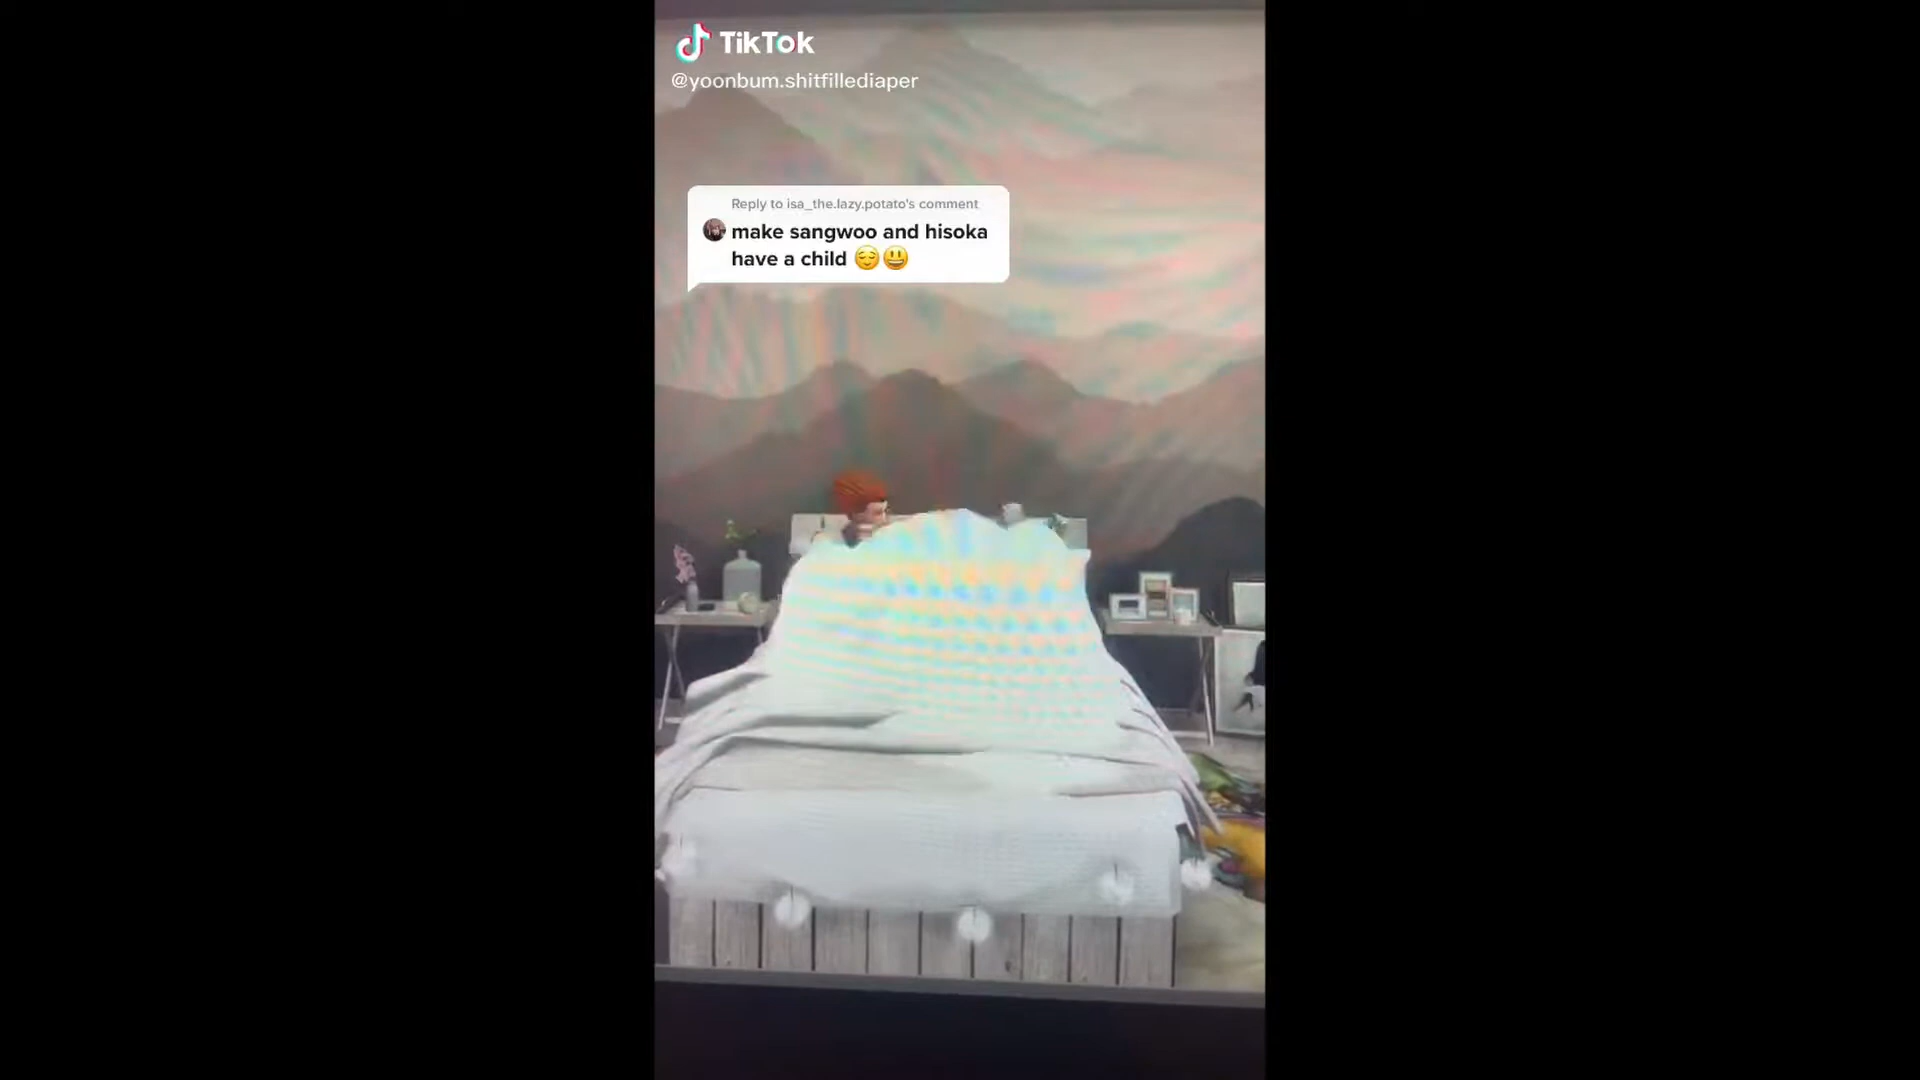 TikTok
@yoonbum.shitfillediaper
Reply to isa_the.lazy.potato's comment
make sangwoo and hisoka
have a child 😌😃